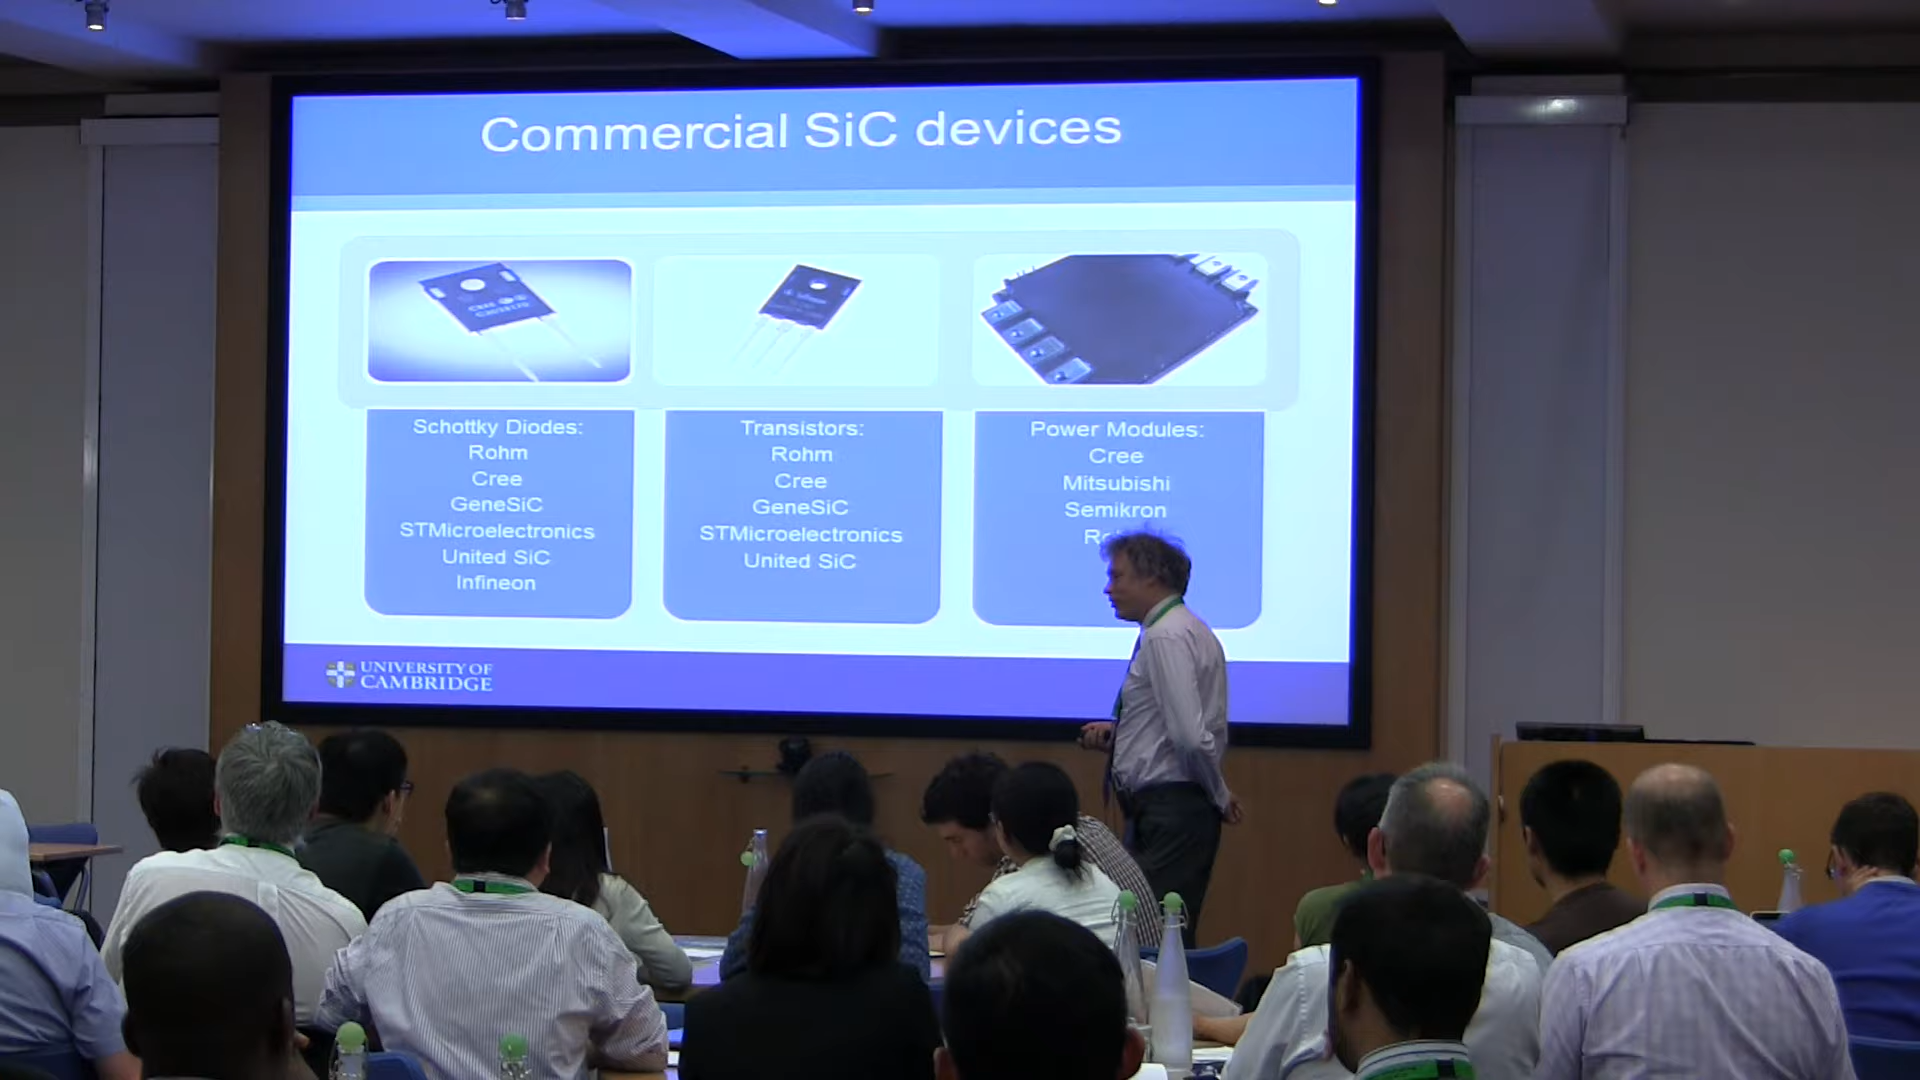 Commercial SiC devices
Schottky Diodes:
Rohm
Cree
GeneSiC
STMicroelectronics
United SiC
Infineon
Transistors:
Rohm
Cree
GeneSiC
STMicroelectronics
United SiC
Power Modules:
Cree
Mitsubishi
Semikron
UNIVERSITY OF
CAMBRIDGE